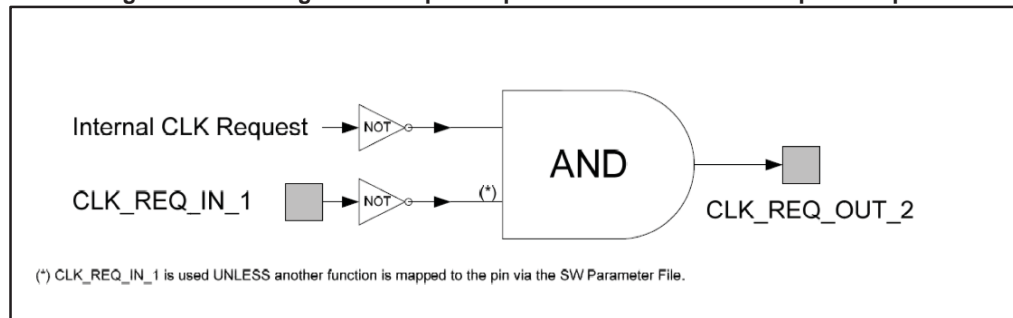 Internal CLK Request
NOT
AND
CLK_REQ_IN_1
NOT
(*)
CLK_REQ_OUT_2
(*) CLK_REQ_IN_1 is used UNLESS another function is mapped to the pin via the SW Parameter File.